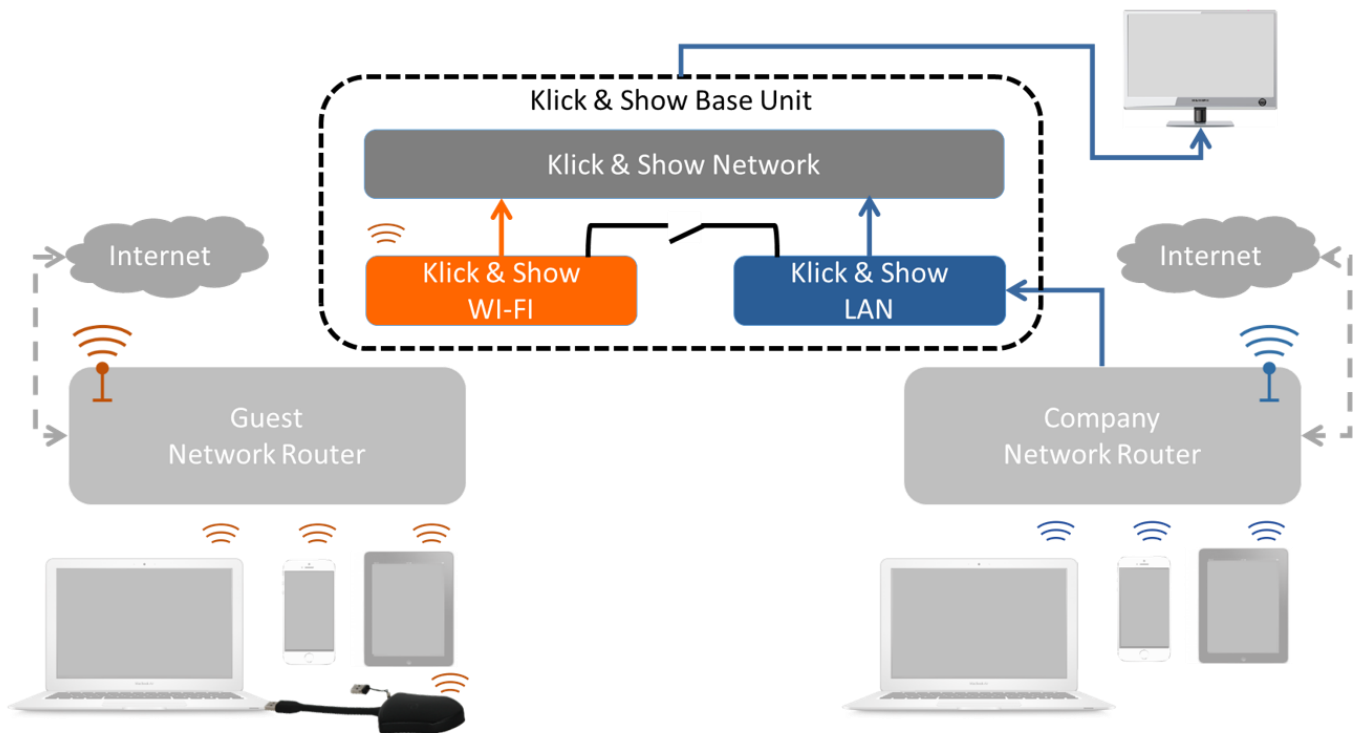 Klick & Show Base Unit
Klick & Show Network
Internet
Klick & Show
WI-FI
Klick & Show
LAN
Internet
Guest
Network Router
Company
Network Router